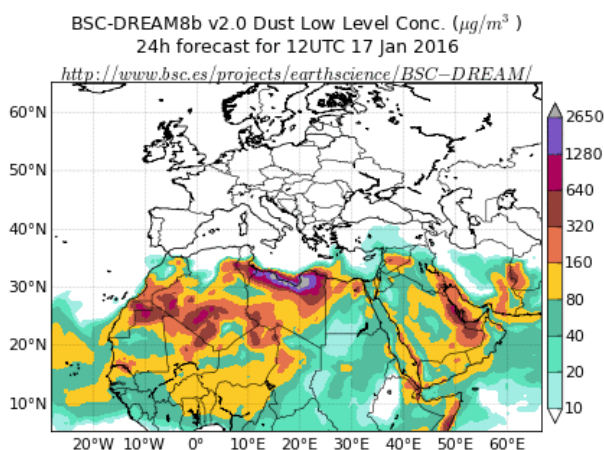 BSC-DREAM8b v2.0 Dust Low Level Conc. (μg/m³ )
24h forecast for 12UTC 17 Jan 2016
http://www.bsc.es/projects/earthscience/BSC−DREAM/
60°N
50°N
40°N
30°N
20°N
10°N
20°W 10°W 0° 10°E 20°E 30°E 40°E 50°E 60°E
2650
1280
640
320
160
80
40
20
10